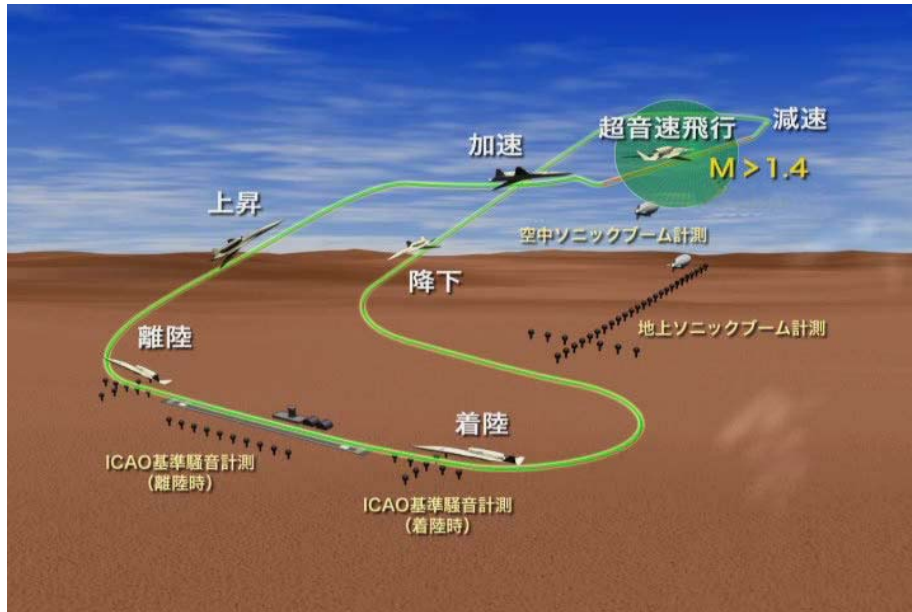 減速
超音速飛行
M > 1.4
加速
上昇
空中ソニックブーム計測
降下
地上ソニックブーム計測
離陸
着陸
ICAO基準騒音計測
（離陸時）
ICAO基準騒音計測
（着陸時）